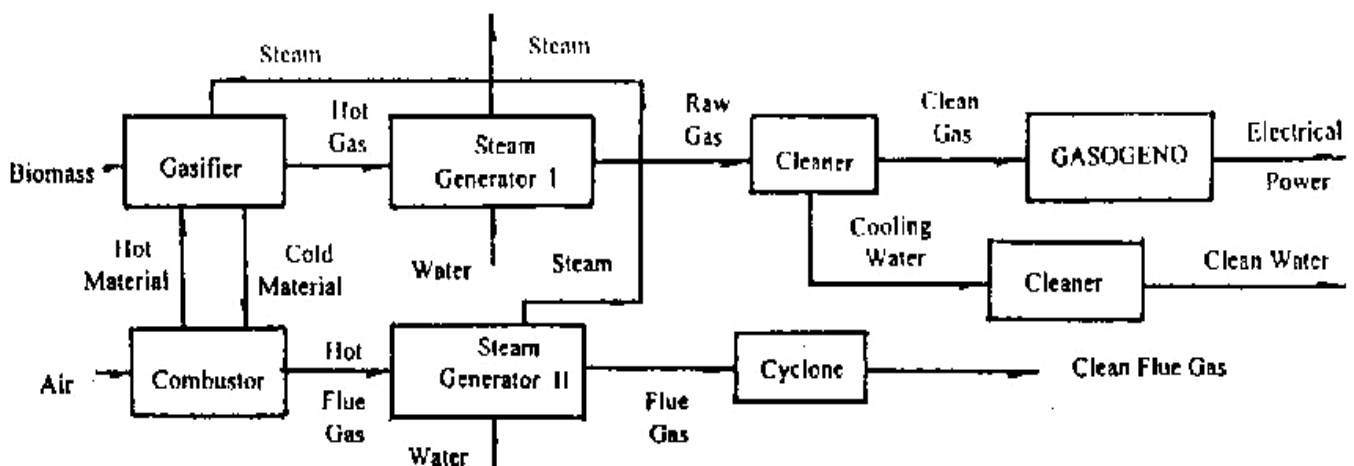 Steam
Steam
Hot
Gas
Raw
Gas
Clean
Gas
Biomass
Gasifier
Steam
Generator I
Cleaner
GASOGENO
Electrical
Power
Hot
Material
Cold
Material
Water
Steam
Cooling
Water
Cleaner
Clean Water
Air
Combustor
Hot
Flue
Gas
Steam
Generator II
Flue
Gas
Cyclone
Clean Flue Gas
Water